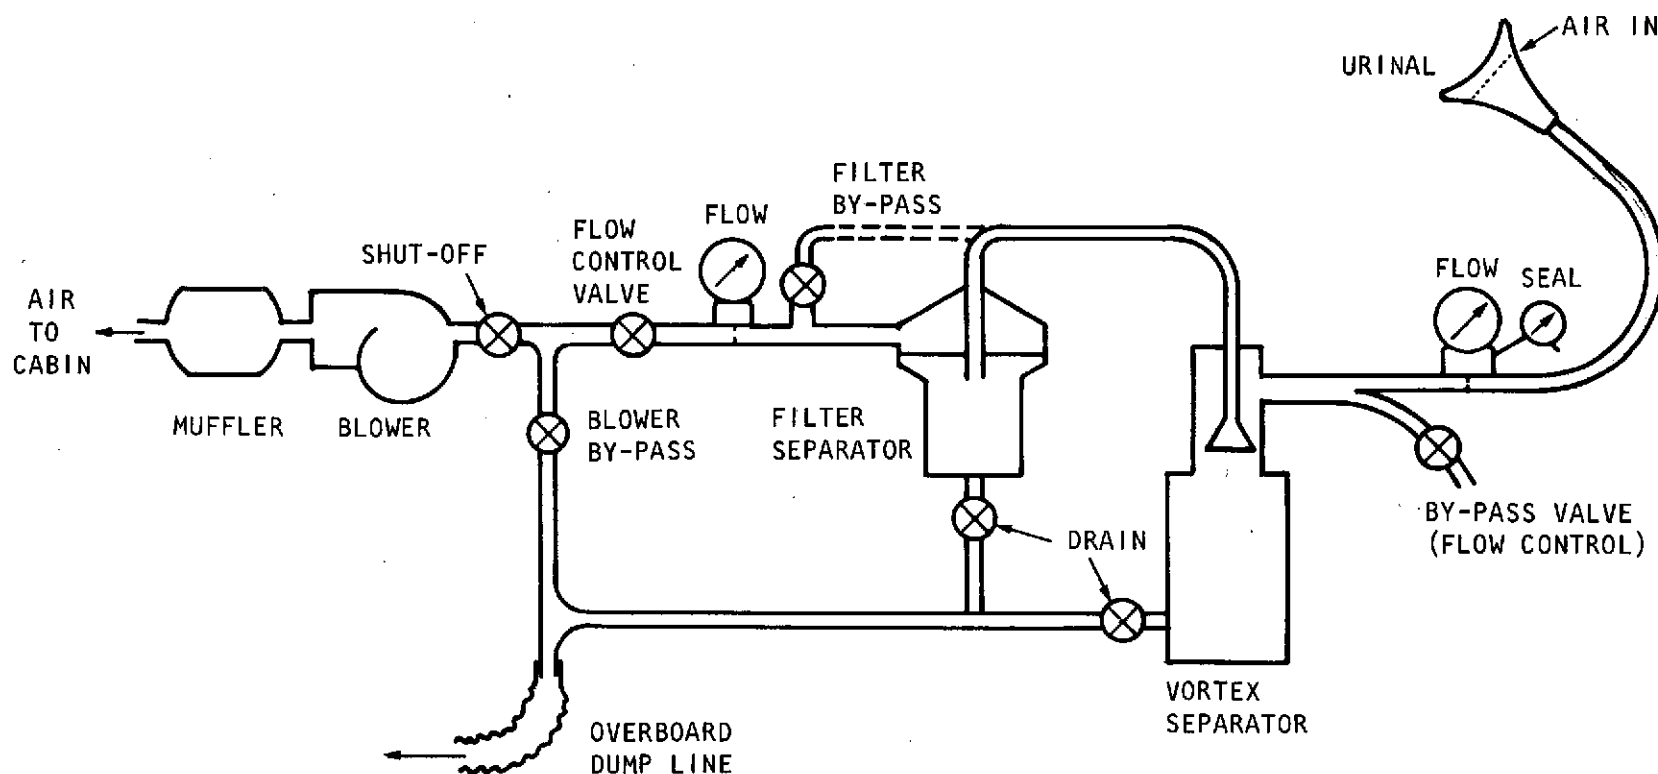 AIR IN
URINAL
FILTER
BY-PASS
FLOW
FLOW
CONTROL
VALVE
SHUT-OFF
FLOW
SEAL
AIR
TO
CABIN
MUFFLER
BLOWER
BLOWER
BY-PASS
FILTER
SEPARATOR
BY-PASS VALVE
(FLOW CONTROL)
DRAIN
VORTEX
SEPARATOR
OVERBOARD
DUMP LINE